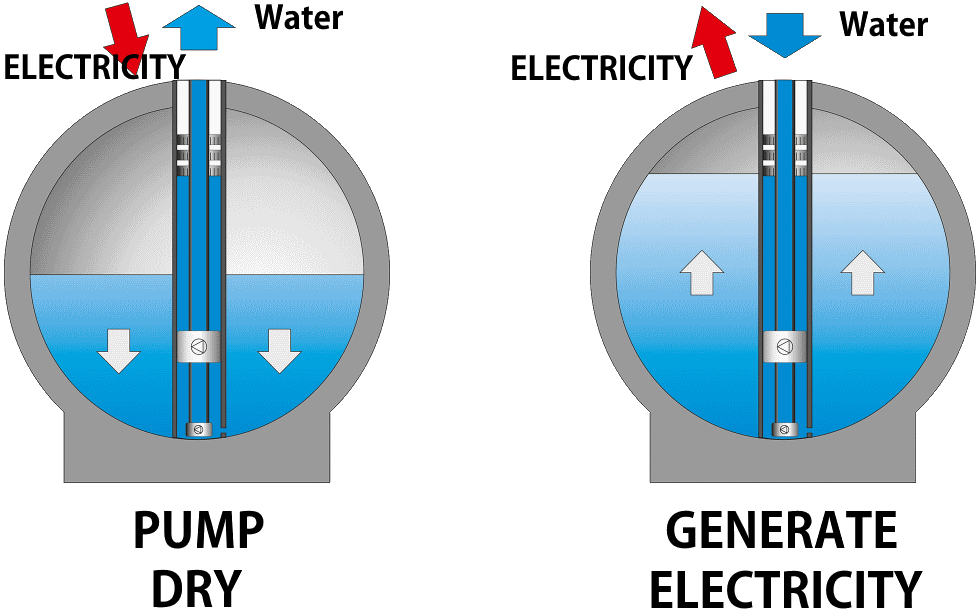 Water
ELECTRICITY
Water
ELECTRICITY
PUMP
DRY
GENERATE
ELECTRICITY